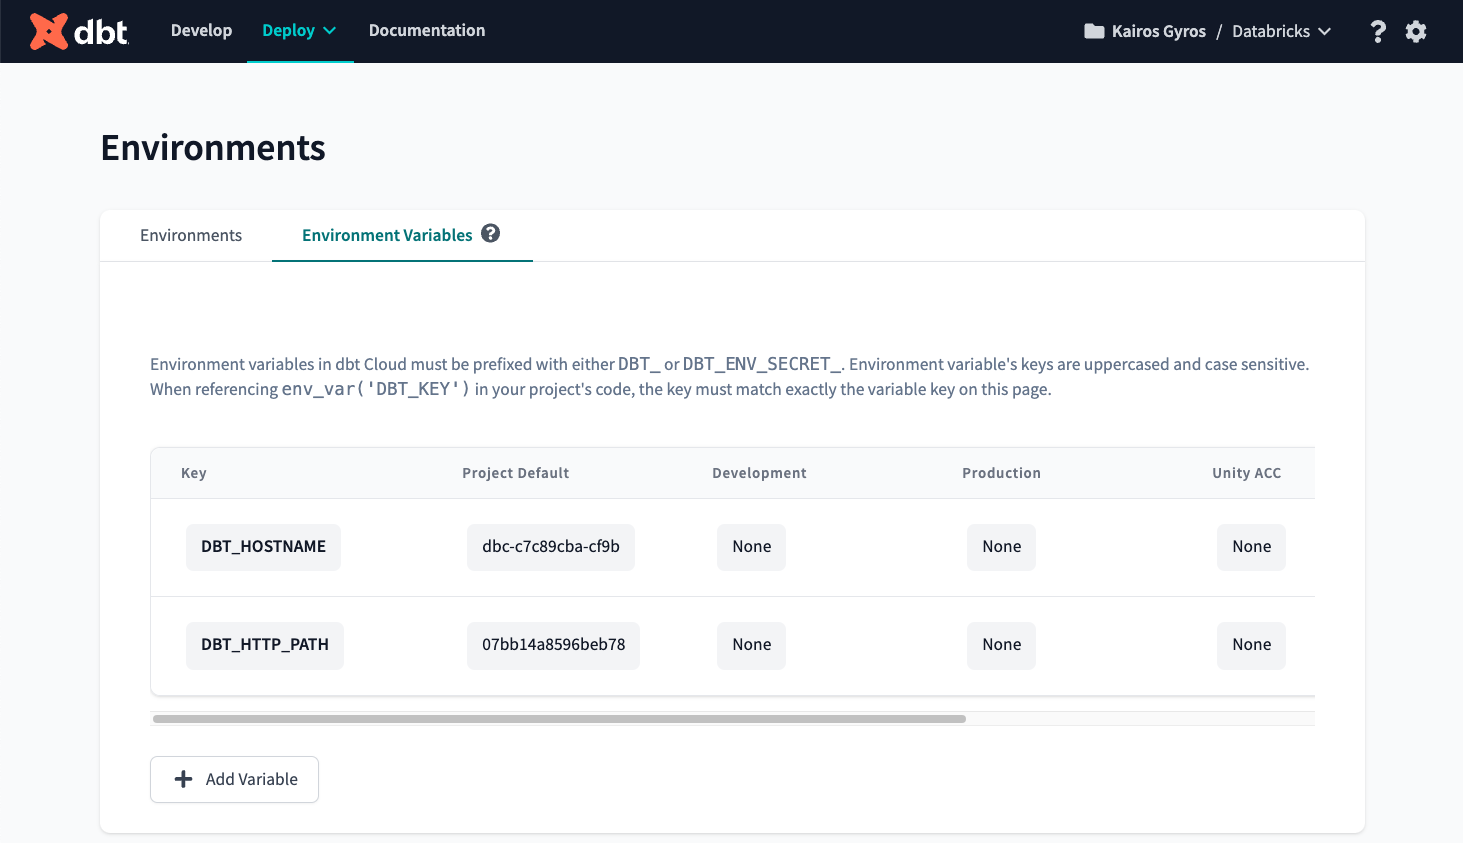 dbt
Develop Deploy Documentation Kairos Gyros / Databricks ?
Environments
Environments Environment Variables ?
Environment variables in dbt Cloud must be prefixed with either DBT_ or DBT_ENV_SECRET_. Environment variable's keys are uppercased and case sensitive.
When referencing env_var('DBT_KEY') in your project's code, the key must match exactly the variable key on this page.
Key Project Default Development Production Unity ACC
DBT_HOSTNAME dbc-c7c89cba-cf9b None None None
DBT_HTTP_PATH 07bb14a8596beb78 None None None
+ Add Variable